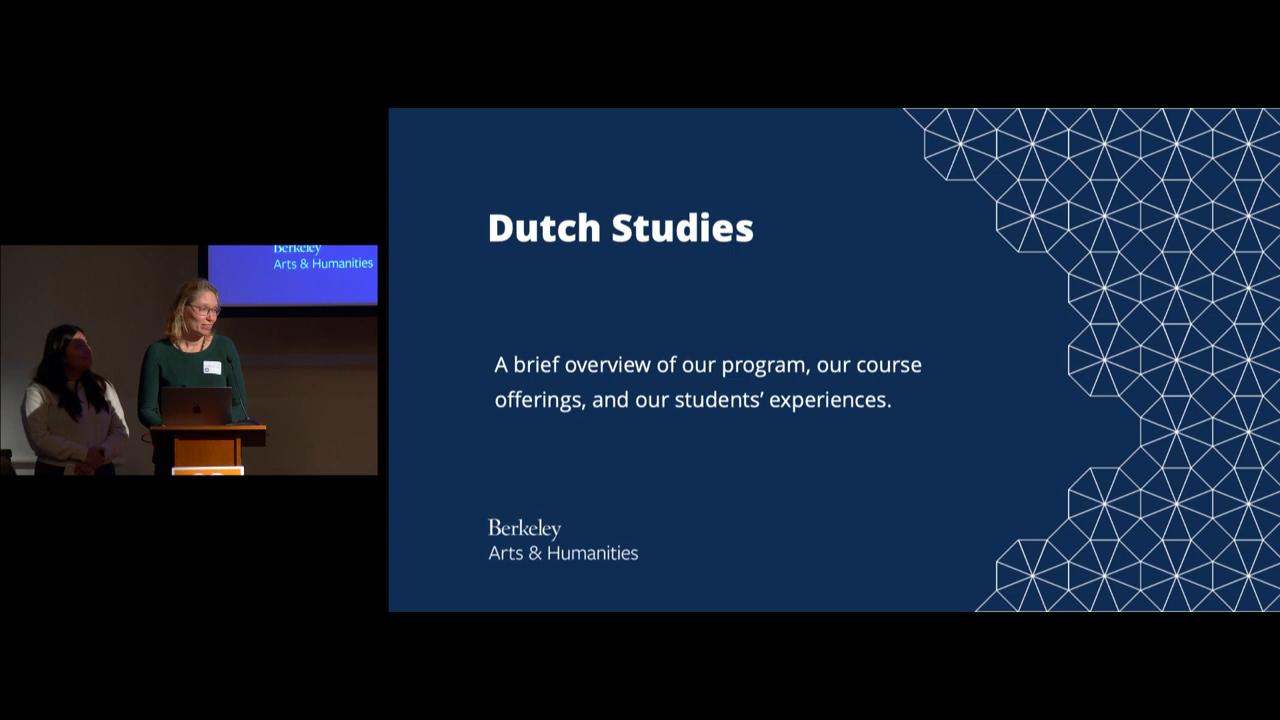 Berkeley
Arts & Humanities
Dutch Studies
A brief overview of our program, our course
offerings, and our students’ experiences.
Berkeley
Arts & Humanities